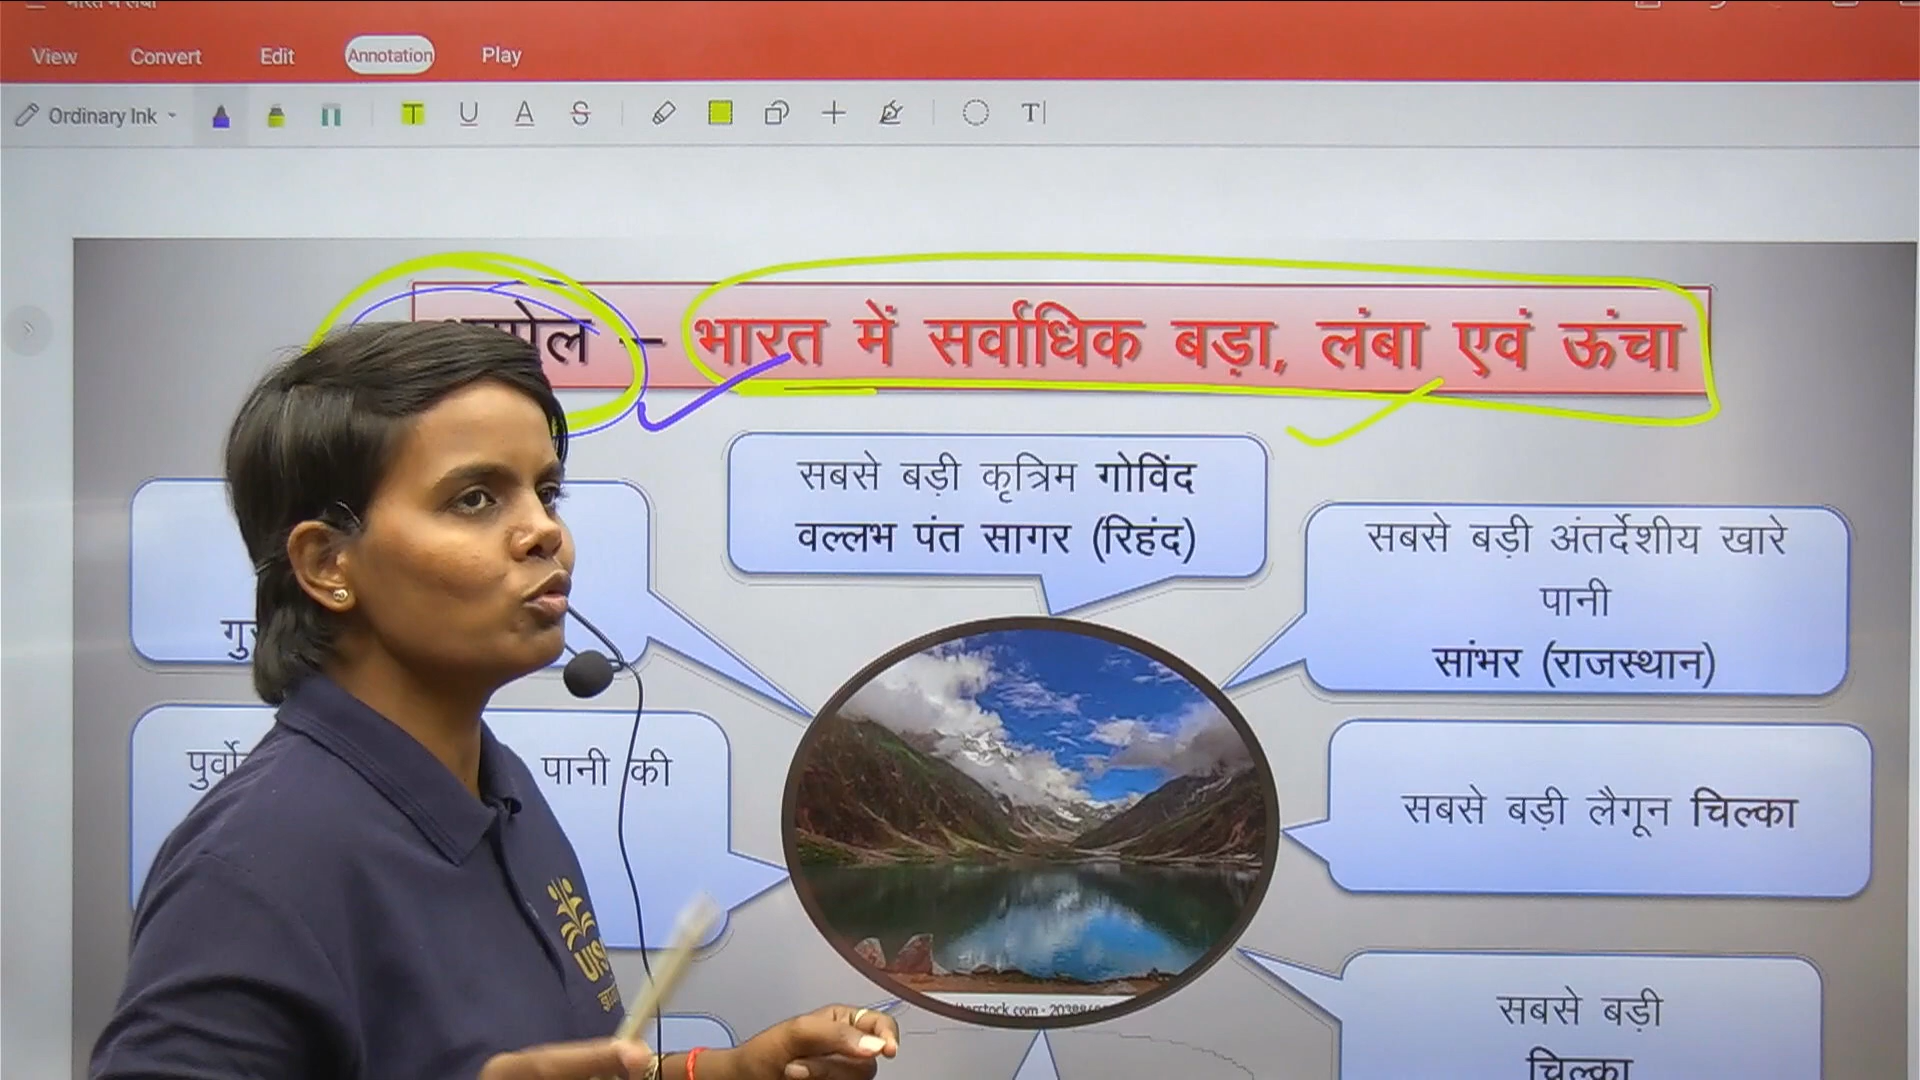 View Convert Edit Annotation Play
Ordinary Ink
– भारत में सर्वाधिक बड़ा, लंबा एवं ऊंचा
सबसे बड़ी कृत्रिम गोविंद
वल्लभ पंत सागर (रिहंद)
सबसे बड़ी अंतर्देशीय खारे
पानी
सांभर (राजस्थान)
पानी की
सबसे बड़ी लैगून चिल्का
सबसे बड़ी
चिल्का